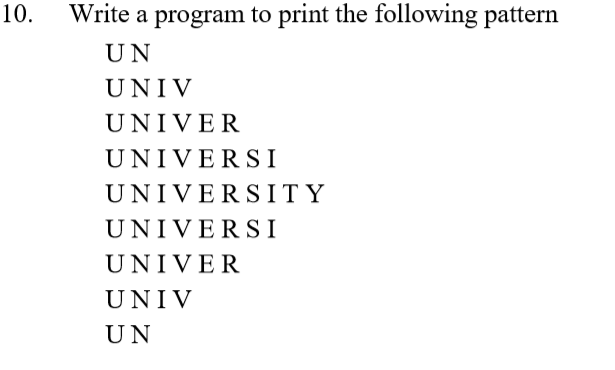 10. Write a program to print the following pattern
U N
U N I V
U N I V E R
U N I V E R S I
U N I V E R S I T Y
U N I V E R S I
U N I V E R
U N I V
U N